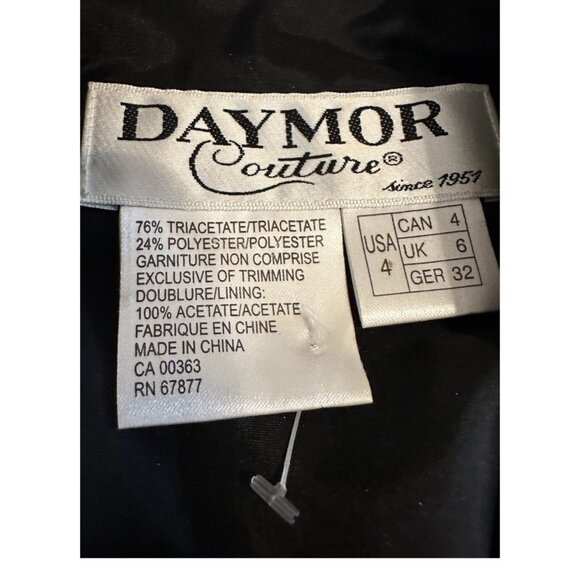 DAYMOR
Couture®
since 1951
76% TRIACETATE/TRIACETATE
24% POLYESTER/POLYESTER
GARNITURE NON COMPRISE
EXCLUSIVE OF TRIMMING
DOUBLURE/LINING:
100% ACETATE/ACETATE
FABRIQUE EN CHINE
MADE IN CHINA
CA 00363
RN 67877
USA 4
CAN 4
UK 6
GER 32